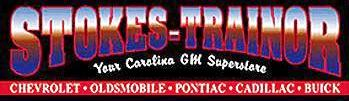 STOKES-TRAINOR
Your Carolina GM Superstore
CHEVROLET • OLDSMOBILE • PONTIAC • CADILLAC • BUICK